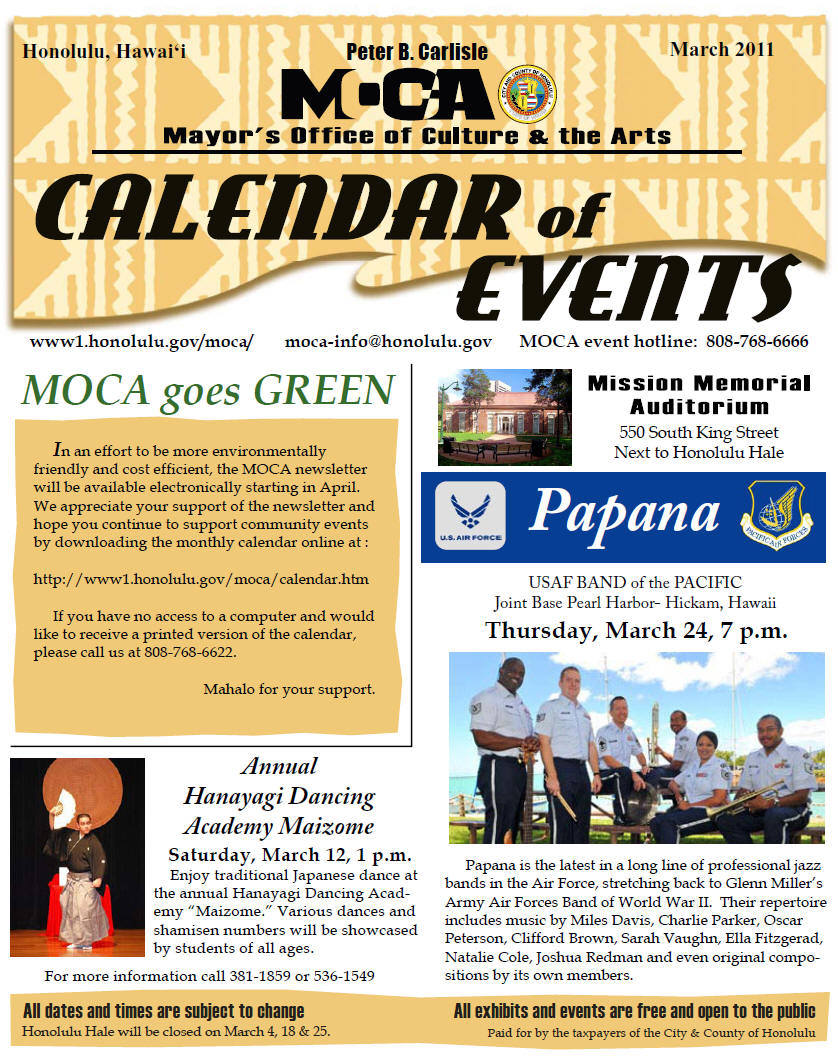 Honolulu, Hawai‘i
Peter B. Carlisle
March 2011
MOCA
Mayor's Office of Culture & the Arts
CALENDAR of
EVENTS
www1.honolulu.gov/moca/ moca-info@honolulu.gov MOCA event hotline: 808-768-6666
MOCA goes GREEN
In an effort to be more environmentally
friendly and cost efficient, the MOCA newsletter
will be available electronically starting in April.
We appreciate your support of the newsletter and
hope you continue to support community events
by downloading the monthly calendar online at :
http://www1.honolulu.gov/moca/calendar.htm
If you have no access to a computer and would
like to receive a printed version of the calendar,
please call us at 808-768-6622.
Mahalo for your support.
Annual
Hanayagi Dancing
Academy Maizome
Saturday, March 12, 1 p.m.
Enjoy traditional Japanese dance at
the annual Hanayagi Dancing Acad-
emy “Maizome.” Various dances and
shamisen numbers will be showcased
by students of all ages.
For more information call 381-1859 or 536-1549
Mission Memorial
Auditorium
550 South King Street
Next to Honolulu Hale
U.S. AIR FORCE
Papana
PACIFIC AIR FORCES
USAF BAND of the PACIFIC
Joint Base Pearl Harbor- Hickam, Hawaii
Thursday, March 24, 7 p.m.
Papana is the latest in a long line of professional jazz
bands in the Air Force, stretching back to Glenn Miller’s
Army Air Forces Band of World War II. Their repertoire
includes music by Miles Davis, Charlie Parker, Oscar
Peterson, Clifford Brown, Sarah Vaughn, Ella Fitzgerad,
Natalie Cole, Joshua Redman and even original compo-
sitions by its own members.
All dates and times are subject to change
Honolulu Hale will be closed on March 4, 18 & 25.
All exhibits and events are free and open to the public
Paid for by the taxpayers of the City & County of Honolulu